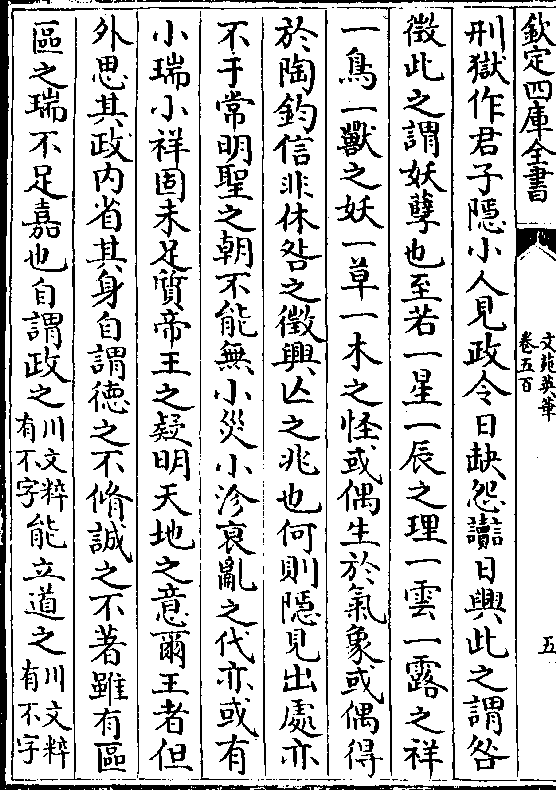 欽定四庫全書
文苑英華
卷五百
五
刑獄作君子隠小人見政令日缺怨讟日興此之謂咎
徵此之謂妖孽也至若一星一辰之理一雲一露之祥
一鳥一獸之妖一草一木之怪或偶生於氣象或偶得
於陶鈞信非休咎之徵興亾之兆也何則隠見出處亦
不于常明聖之朝不能無小災小沴哀亂之代亦或有
小瑞小祥固未足質帝王之疑明天地之意爾王者但
外思其政内省其身自謂徳之不脩誠之不著雖有區
區之瑞不足嘉也自謂政之川文粹有不字能立道之川文粹有不字